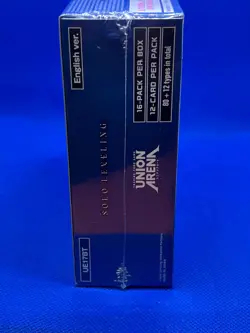 English ver.
16-PACK PER BOX
12-CARD PER PACK
80 + 12 types in total
SOLO LEVELING
UNION
ARENA
UE17BT